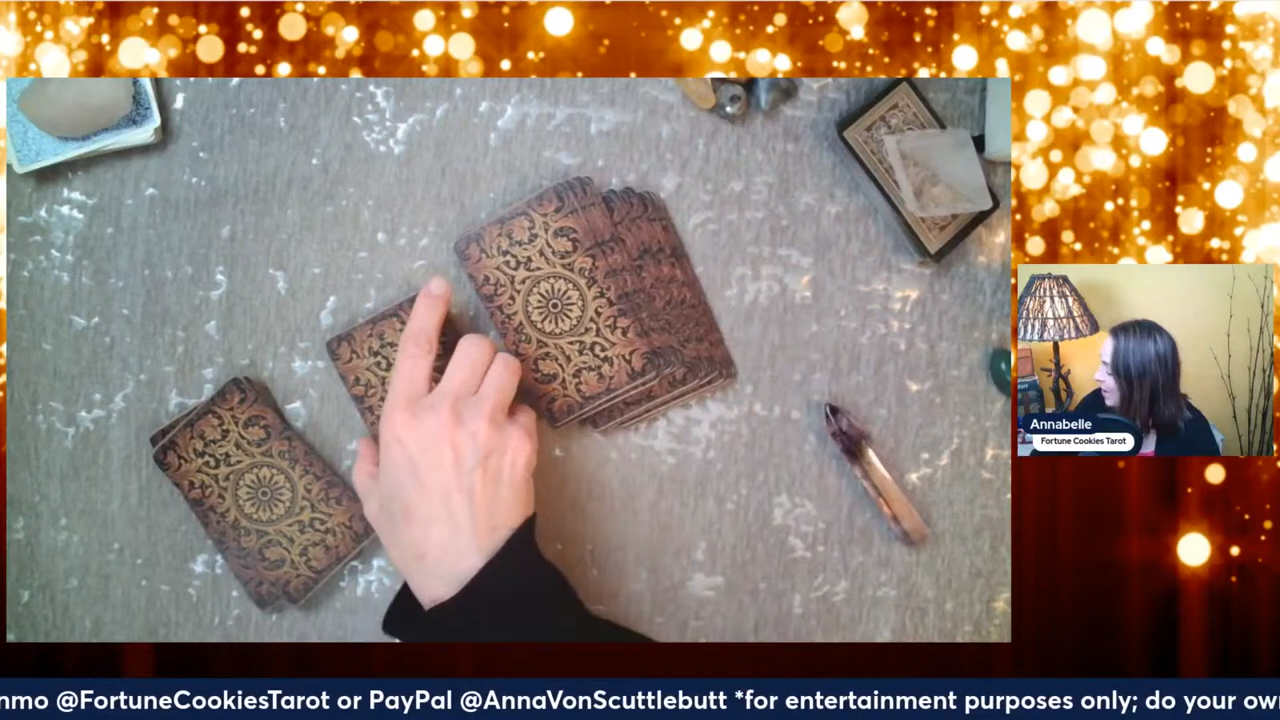 Annabelle
Fortune Cookies Tarot
nmo @FortuneCookiesTarot or PayPal @AnnaVonScuttlebutt *for entertainment purposes only; do your ow